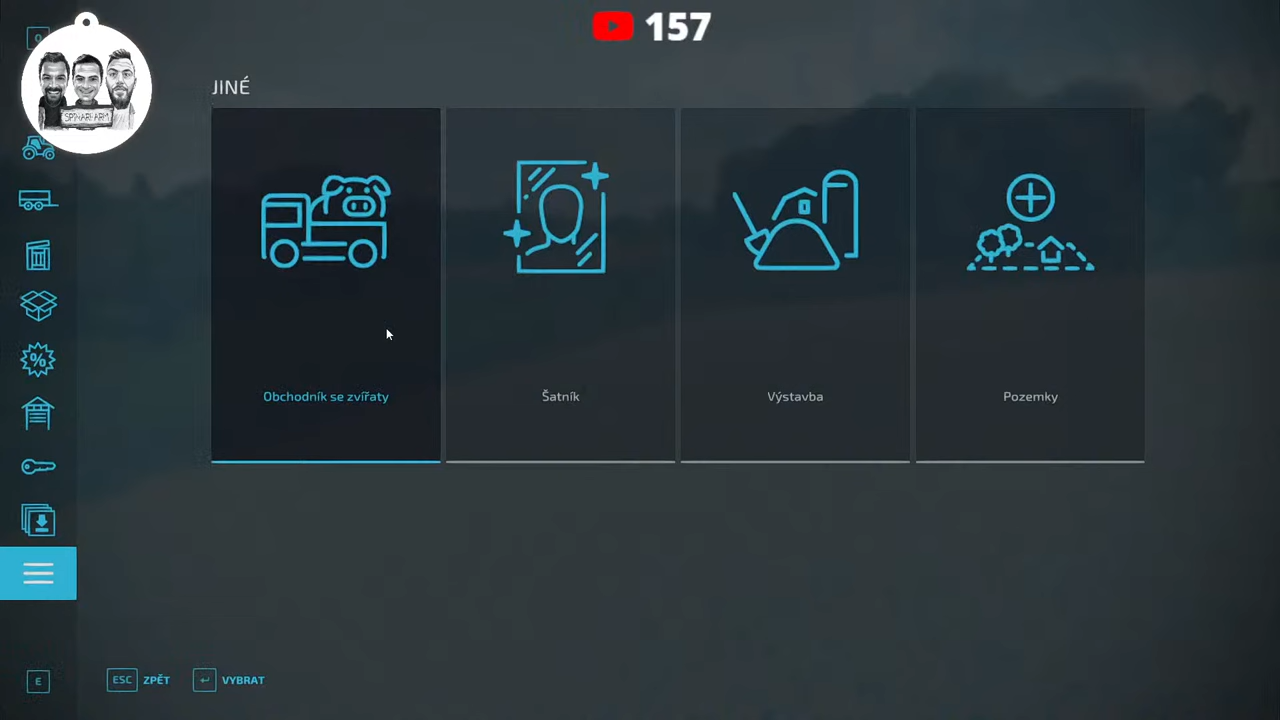 157
JINÉ
Obchodník se zvířaty
Šatník
Výstavba
Pozemky
E
ESC ZPĚT VYBRAT